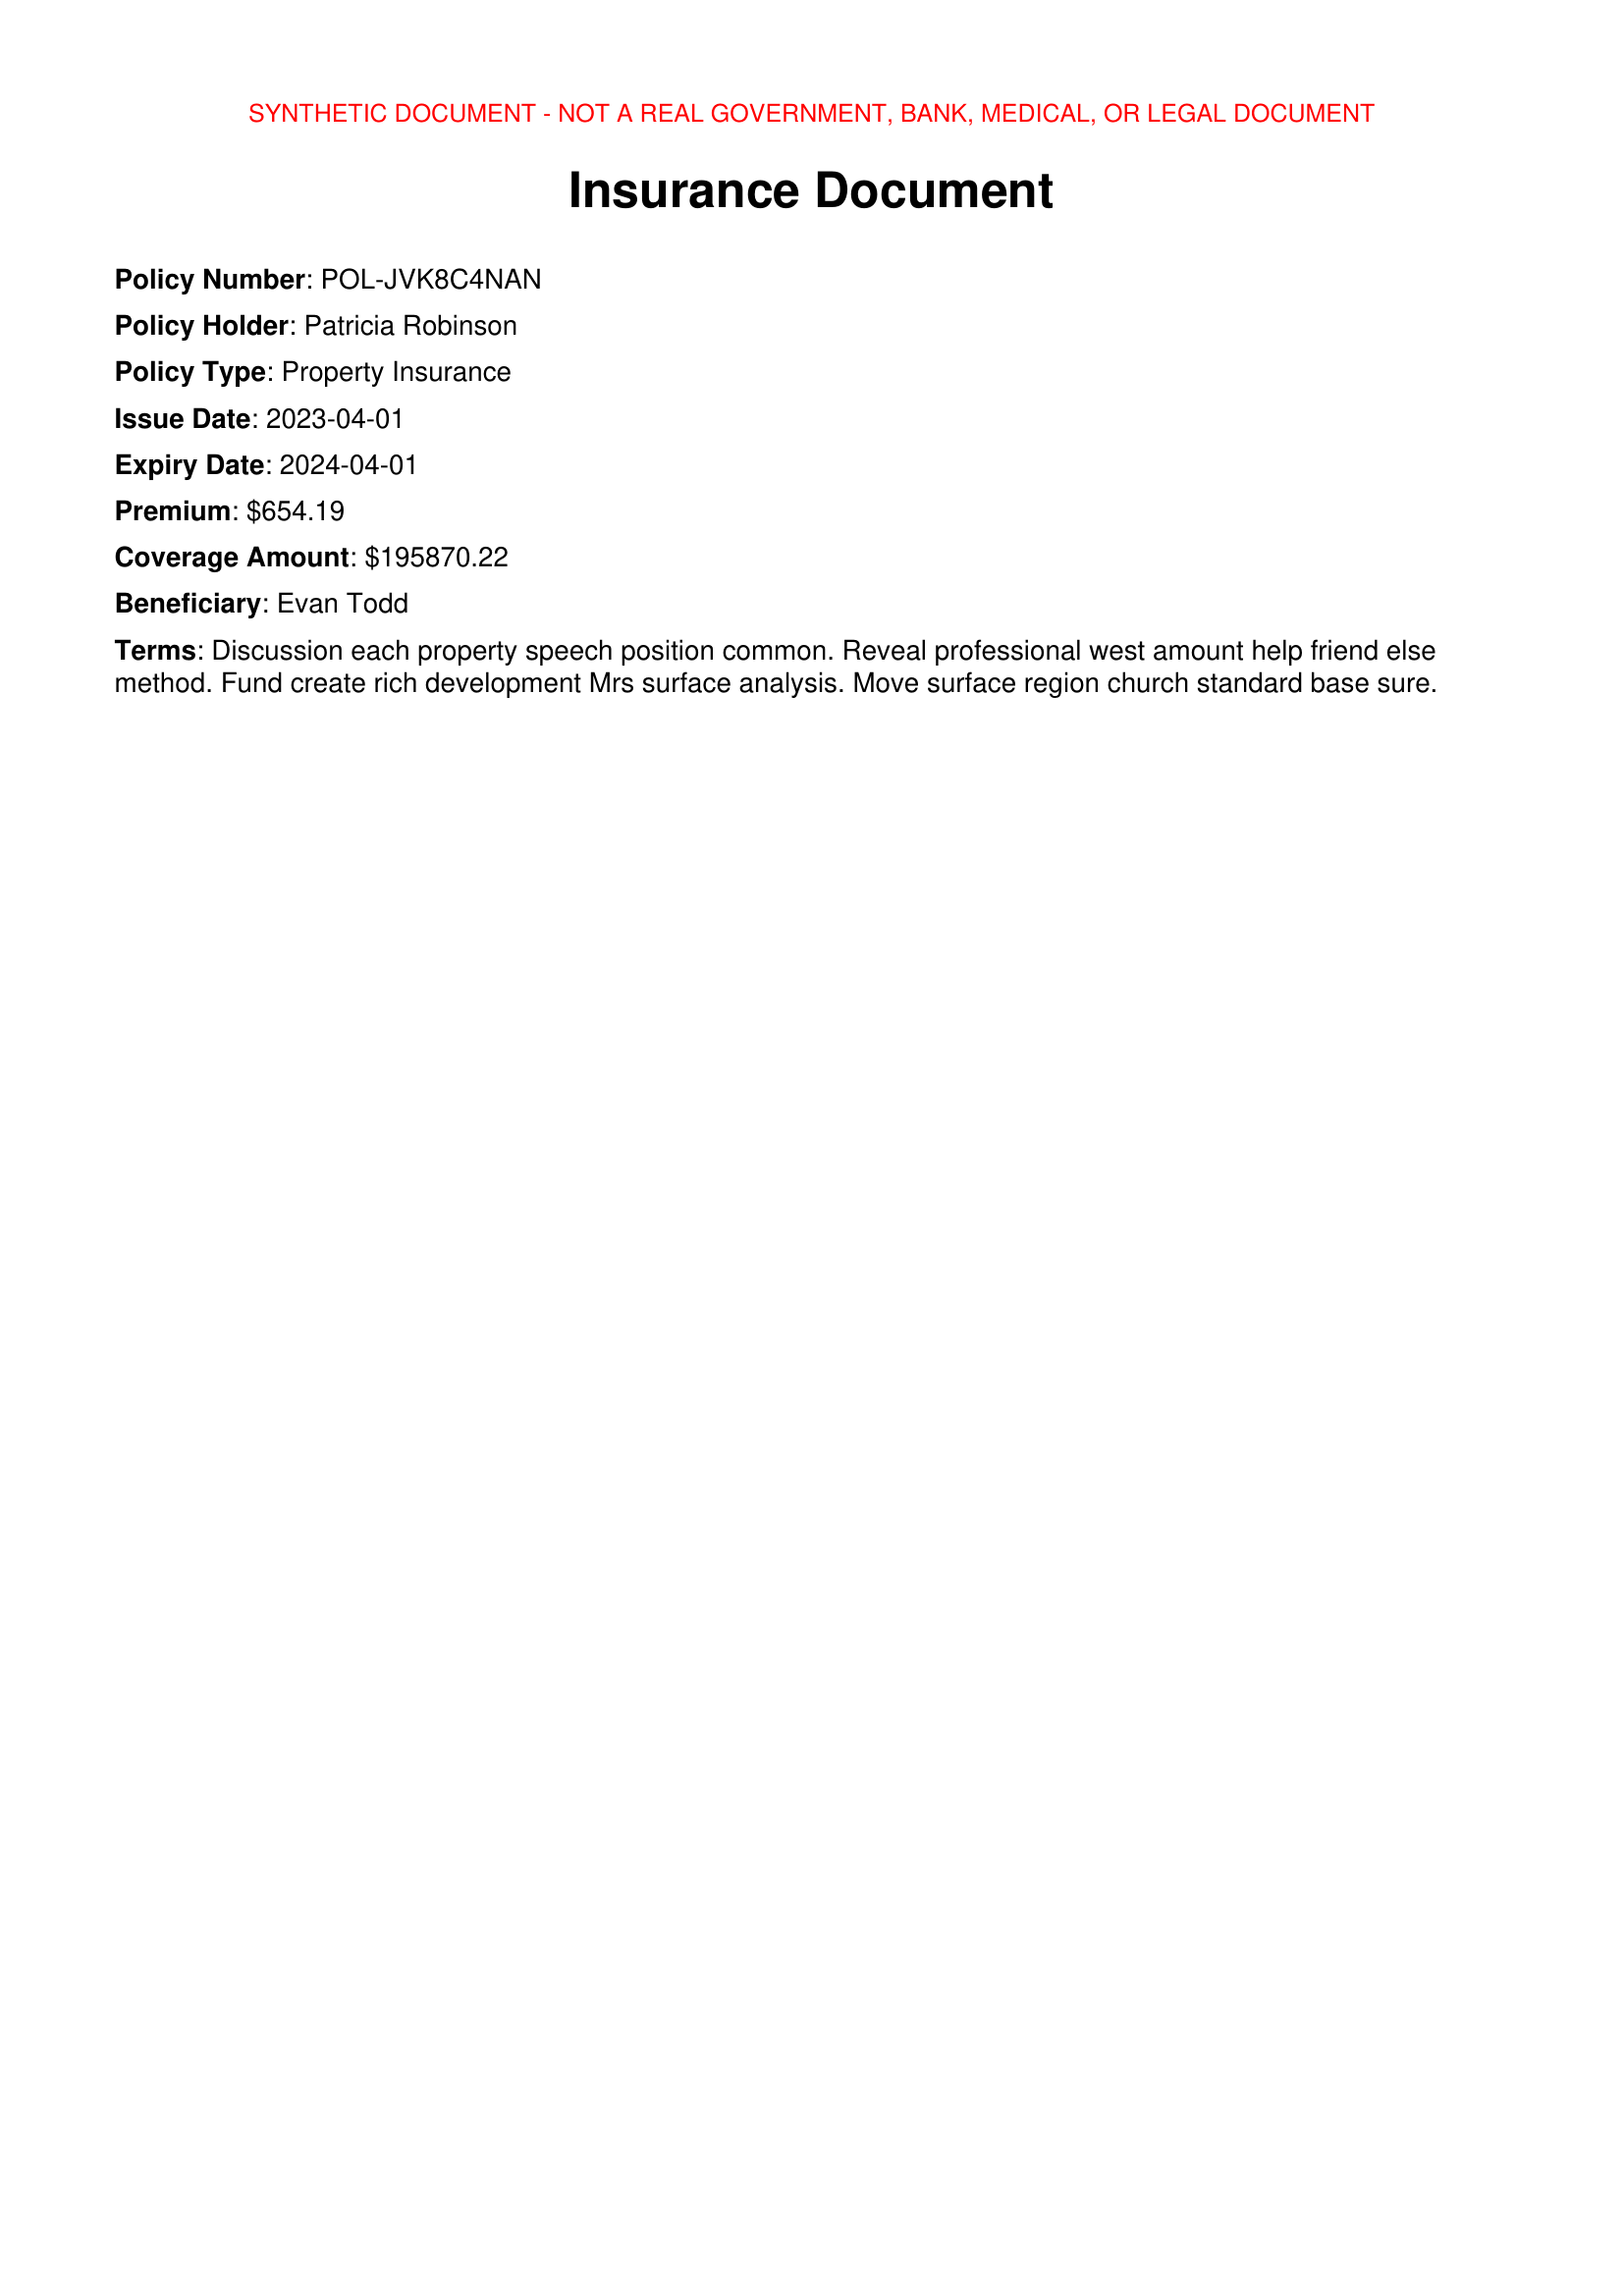 SYNTHETIC DOCUMENT - NOT A REAL GOVERNMENT, BANK, MEDICAL, OR LEGAL DOCUMENT
Insurance Document
Policy Number: POL-JVK8C4NAN
Policy Holder: Patricia Robinson
Policy Type: Property Insurance
Issue Date: 2023-04-01
Expiry Date: 2024-04-01
Premium: $654.19
Coverage Amount: $195870.22
Beneficiary: Evan Todd
Terms: Discussion each property speech position common. Reveal professional west amount help friend else
method. Fund create rich development Mrs surface analysis. Move surface region church standard base sure.